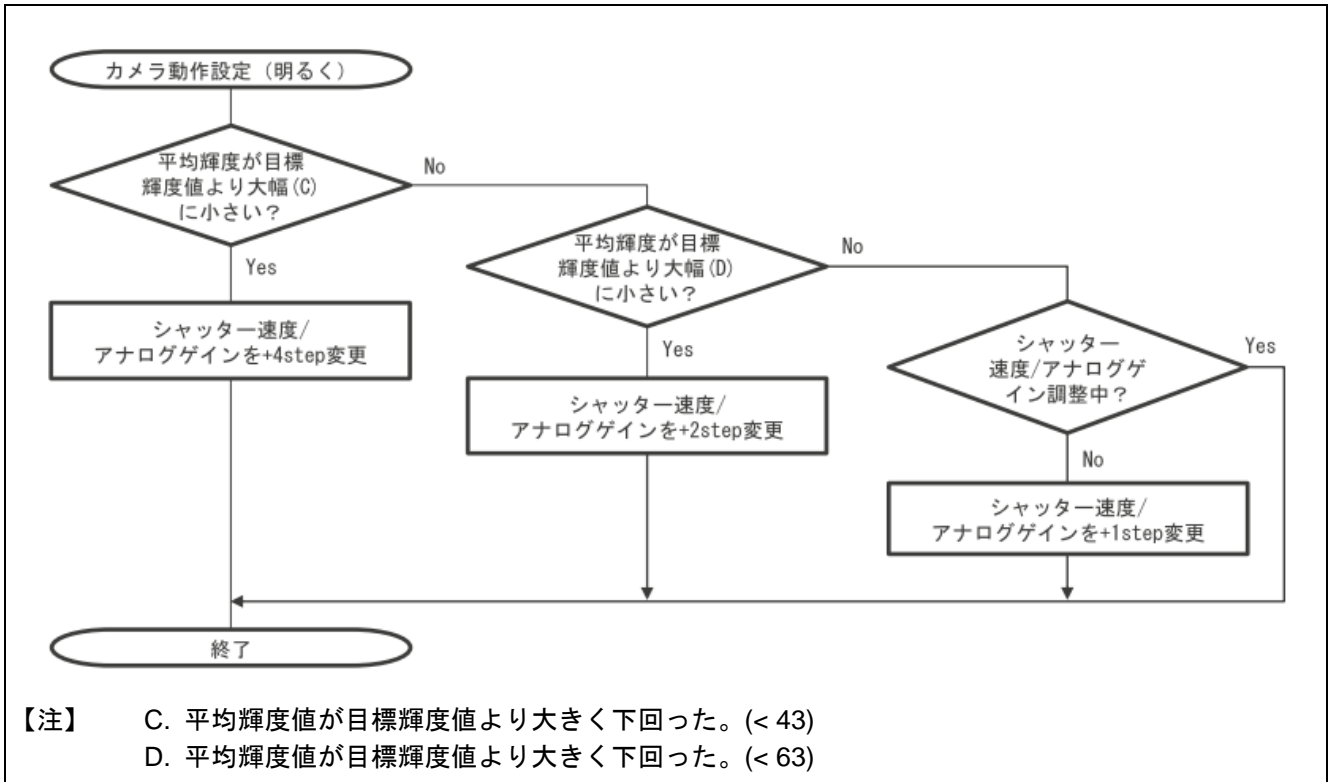 カメラ動作設定（明るく）
平均輝度が目標
輝度値より大幅(C)
に小さい？
No
Yes
シャッター速度/
アナログゲインを+4step変更
平均輝度が目標
輝度値より大幅(D)
に小さい？
No
Yes
シャッター速度/
アナログゲインを+2step変更
シャッター
速度/アナログゲ
イン調整中？
Yes
No
シャッター速度/
アナログゲインを+1step変更
終了
【注】 C. 平均輝度値が目標輝度値より大きく下回った。(< 43)
D. 平均輝度値が目標輝度値より大きく下回った。(< 63)